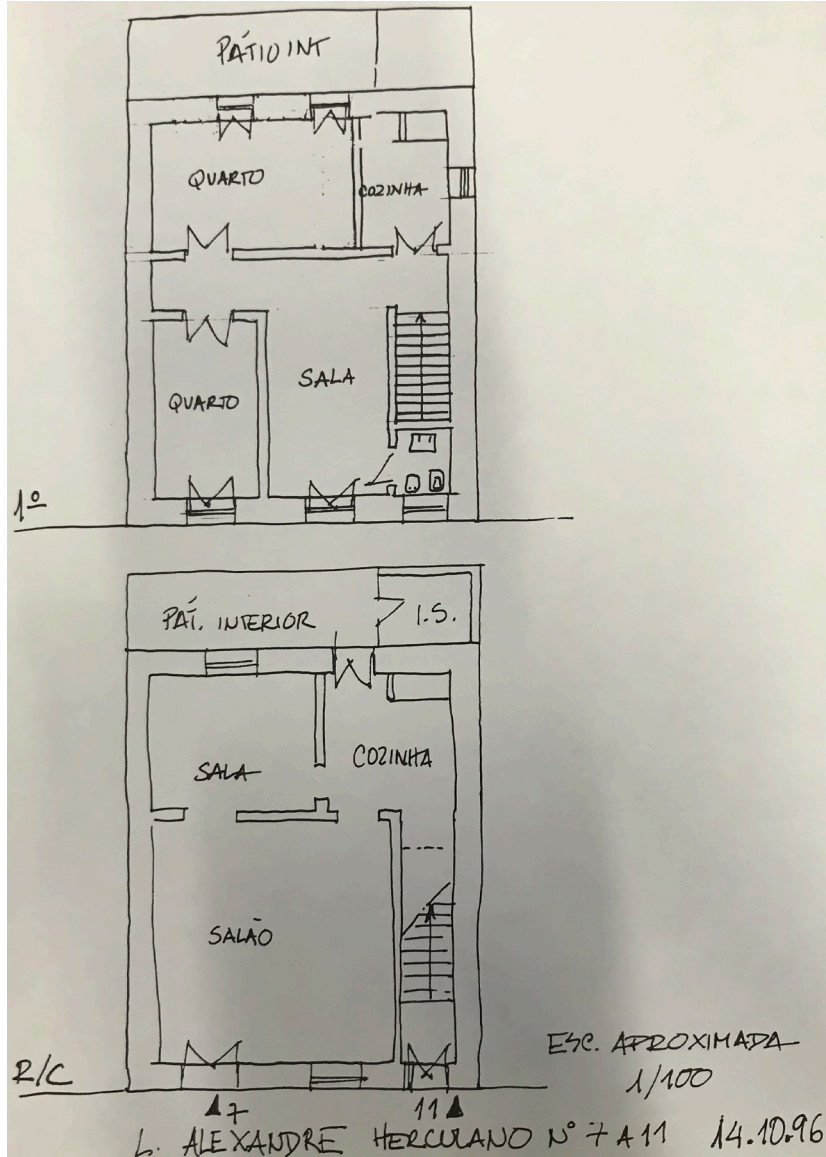 PÁTIO INT
QUARTO
COZINHA
SALA
QUARTO
1º
PÁT. INTERIOR
I.S.
COZINHA
SALA
SALÃO
R/C
ESC. APROXIMADA
1/100
7
11
L. ALEXANDRE HERCULANO Nº 7 A 11 14.10.96